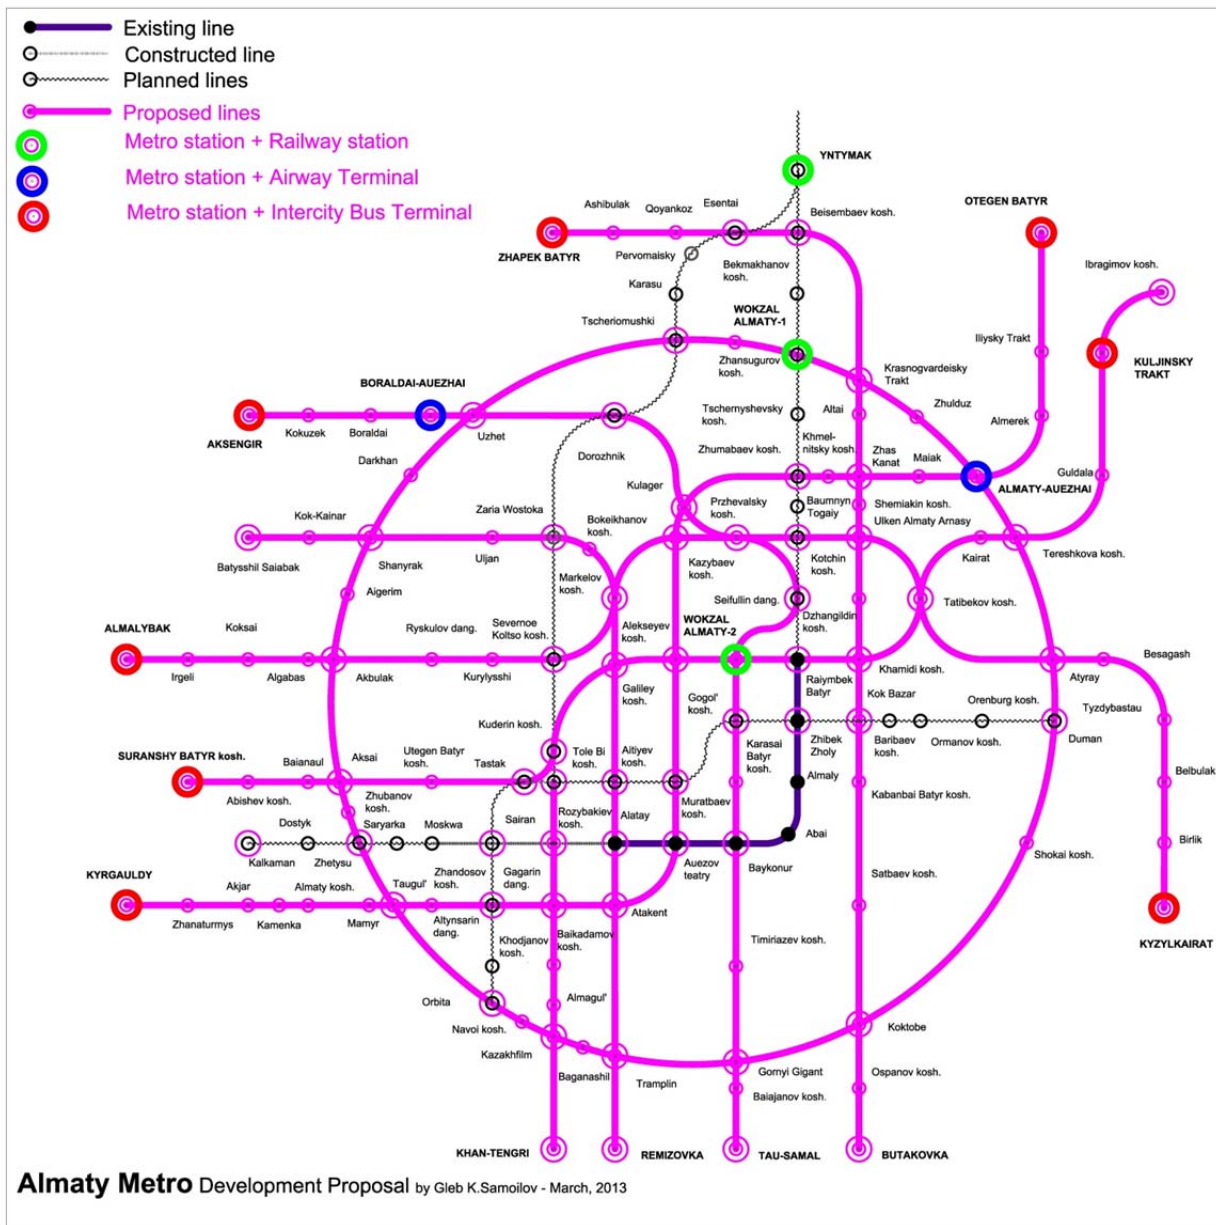 Existing line
Constructed line
Planned lines
Proposed lines
Metro station + Railway station
Metro station + Airway Terminal
Metro station + Intercity Bus Terminal
YNTYMAK
Ashibulak
Qoyankoz
Esentai
Beisembaev kosh.
OTEGEN BATYR
ZHAPEK BATYR
Pervomaisky
Bekmakhanov
kosh.
Ibragimov kosh.
Karasu
WOKZAL
ALMATY-1
Tscheriomushki
Iliysky Trakt
Zhansugurov
kosh.
Krasnogvardeisky
Trakt
KULJINSKY
TRAKT
BORALDAI-AUEZHAI
Kokuzek
Boraldai
Uzhet
AKSENGIR
Tschernyshevsky
kosh.
Altai
Zhulduz
Almerek
Darkhan
Dorozhnik
Zhumabaev kosh.
Khmel-
nitsky kosh.
Zhas
Kanat
Maiak
Guldala
Kulager
ALMATY-AUEZHAI
Kok-Kainar
Zaria Wostoka
Bokeikhanov
kosh.
Przhevalsky
kosh.
Baumnyn
Togaiy
Shemiakin kosh.
Ulken Almaty Arnasy
Batysshil Saiabak
Shanyrak
Uljan
Markelov
kosh.
Kazybaev
kosh.
Kotchin
kosh.
Kairat
Tereshkova kosh.
Aigerim
Seifullin dang.
Tatibekov kosh.
ALMALYBAK
Koksai
Ryskulov dang.
Severnoe
Koltso kosh.
Alekseyev
kosh.
WOKZAL
ALMATY-2
Dzhangildin
kosh.
Irgeli
Algabas
Akbulak
Kurylysshi
Galiley
kosh.
Gogol'
kosh.
Raiymbek
Batyr
Khamidi kosh.
Besagash
Atyray
Kok Bazar
Orenburg kosh.
Tyzdybastau
Kuderin kosh.
SURANSHY BATYR kosh.
Baianaul
Aksai
Utegen Batyr
kosh.
Tastak
Tole Bi
kosh.
Aitiyev
kosh.
Karasai
Batyr
kosh.
Zhibek
Zholy
Baribaev
kosh.
Ormanov kosh.
Duman
Abishev kosh.
Zhubanov
kosh.
Almaly
Kabanbai Batyr kosh.
Belbulak
Dostyk
Saryarka
Moskwa
Sairan
Rozybakiev
kosh.
Alatay
Muratbaev
kosh.
Abai
Birlik
Kalkaman
Zhetysu
Zhandosov
kosh.
Gagarin
dang.
Auezov
teatry
Baykonur
Shokai kosh.
KYRGAULDY
Akjar
Almaty kosh.
Taugul'
Satbaev kosh.
Zhanaturmys
Kamenka
Mamyr
Altynsarin
dang.
Atakent
KYZYLKAIRAT
Khodjanov
kosh.
Baikadamov
kosh.
Timiriazev kosh.
Orbita
Almagul'
Navoi kosh.
Koktobe
Kazakhfilm
Baganashil
Tramplin
Gornyi Gigant
Ospanov kosh.
Baiajanov kosh.
KHAN-TENGRI
REMIZOVKA
TAU-SAMAL
BUTAKOVKA
Almaty Metro Development Proposal by Gleb K.Samoilov - March, 2013